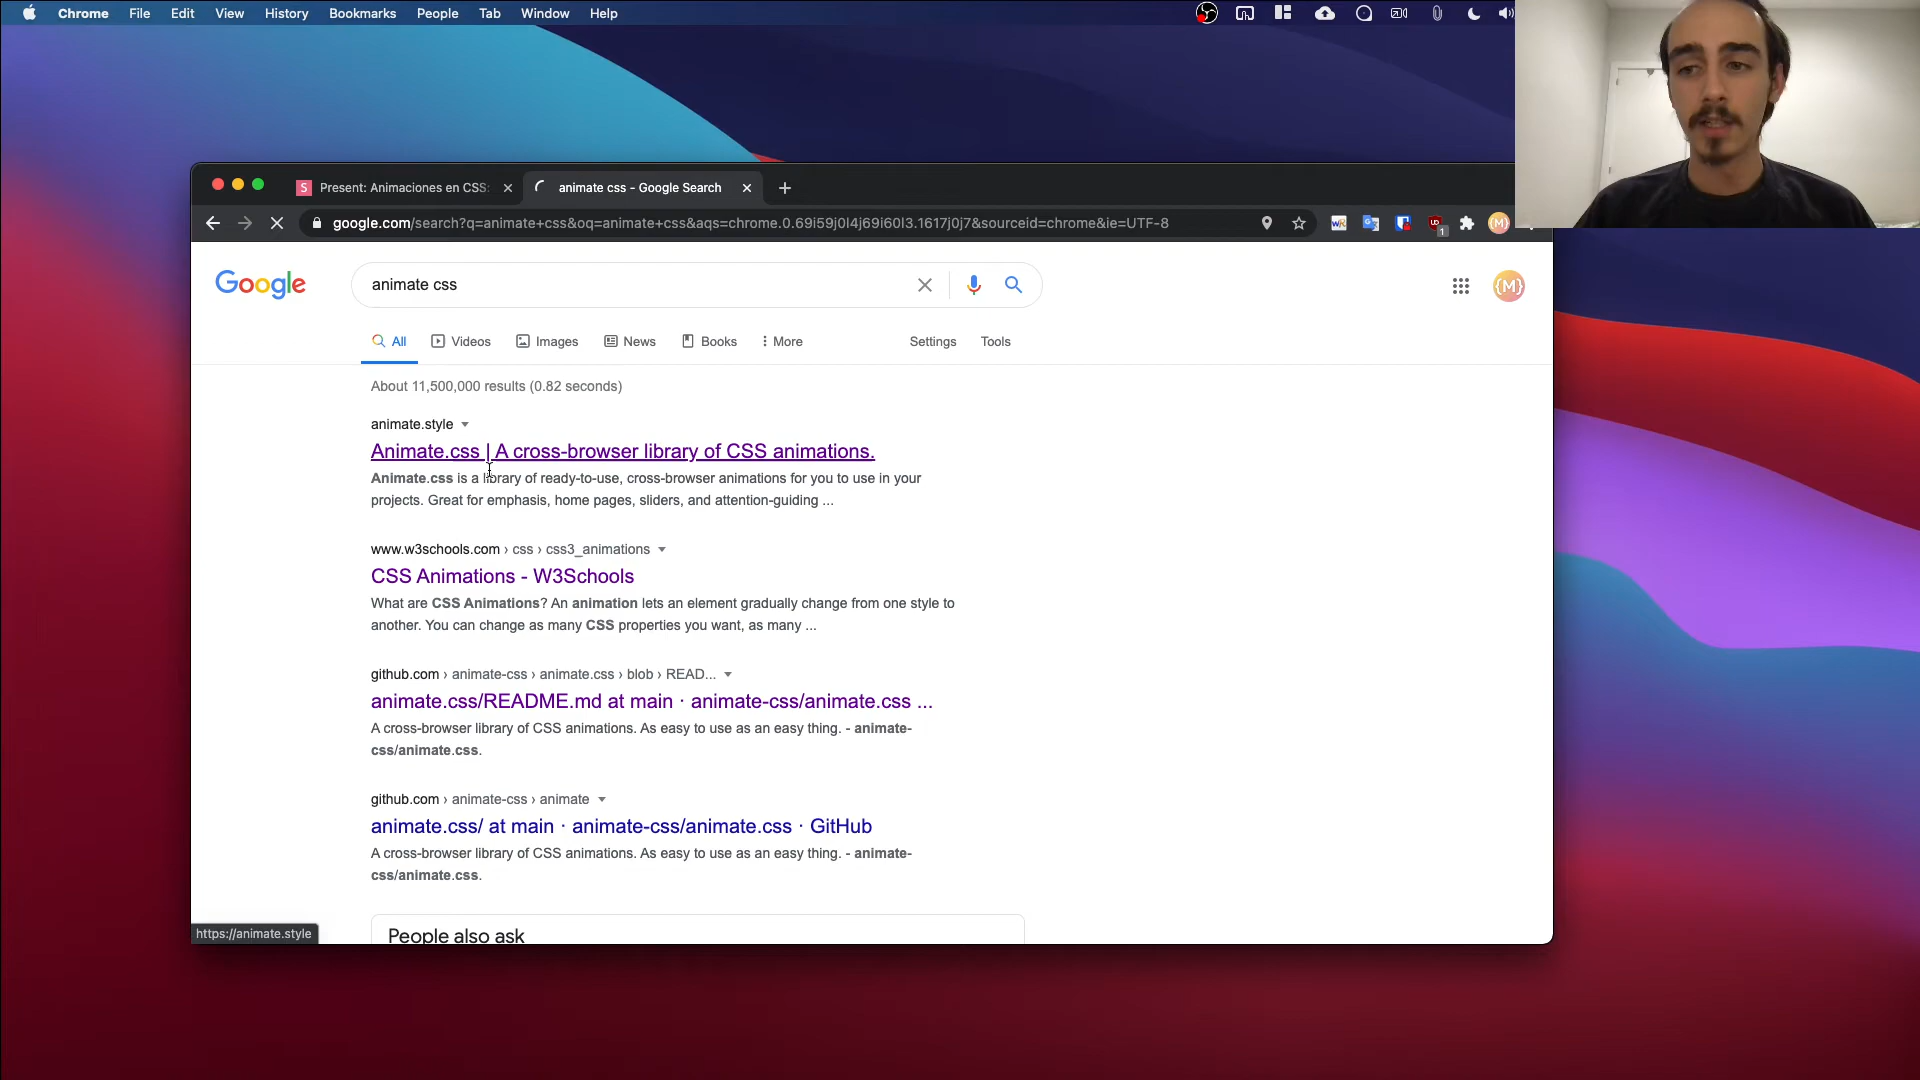 Chrome File Edit View History Bookmarks People Tab Window Help
Present: Animaciones en CSS:
animate css - Google Search
google.com/search?q=animate+css&oq=animate+css&aqs=chrome.0.69i59j0l4j69i60l3.1617j0j7&sourceid=chrome&ie=UTF-8
1
{M}
Google
animate css
{M}
All Videos Images News Books More Settings Tools
About 11,500,000 results (0.82 seconds)
animate.style
Animate.css | A cross-browser library of CSS animations.
Animate.css is a library of ready-to-use, cross-browser animations for you to use in your
projects. Great for emphasis, home pages, sliders, and attention-guiding ...
www.w3schools.com › css › css3_animations
CSS Animations - W3Schools
What are CSS Animations? An animation lets an element gradually change from one style to
another. You can change as many CSS properties you want, as many ...
github.com › animate-css › animate.css › blob › READ...
animate.css/README.md at main · animate-css/animate.css ...
A cross-browser library of CSS animations. As easy to use as an easy thing. - animate-
css/animate.css.
github.com › animate-css › animate
animate.css/ at main · animate-css/animate.css · GitHub
A cross-browser library of CSS animations. As easy to use as an easy thing. - animate-
css/animate.css.
People also ask
https://animate.style